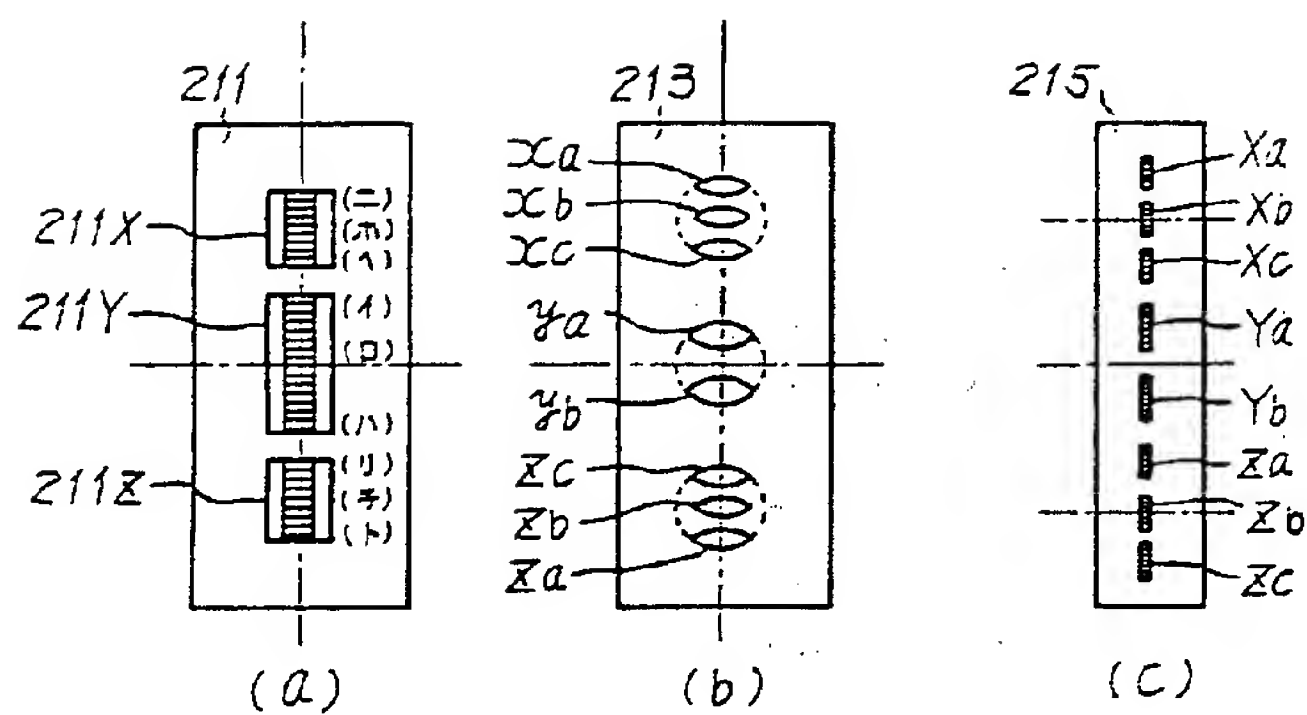 211
211X
(ニ)
(ホ)
(ヘ)
211Y
(イ)
(ロ)
(ハ)
211Z
(リ)
(チ)
(ト)
(a)
213
xa
xb
xc
ya
yb
Zc
Zb
Za
(b)
215
Xa
Xb
Xc
Ya
Yb
Za
Zb
Zc
(C)